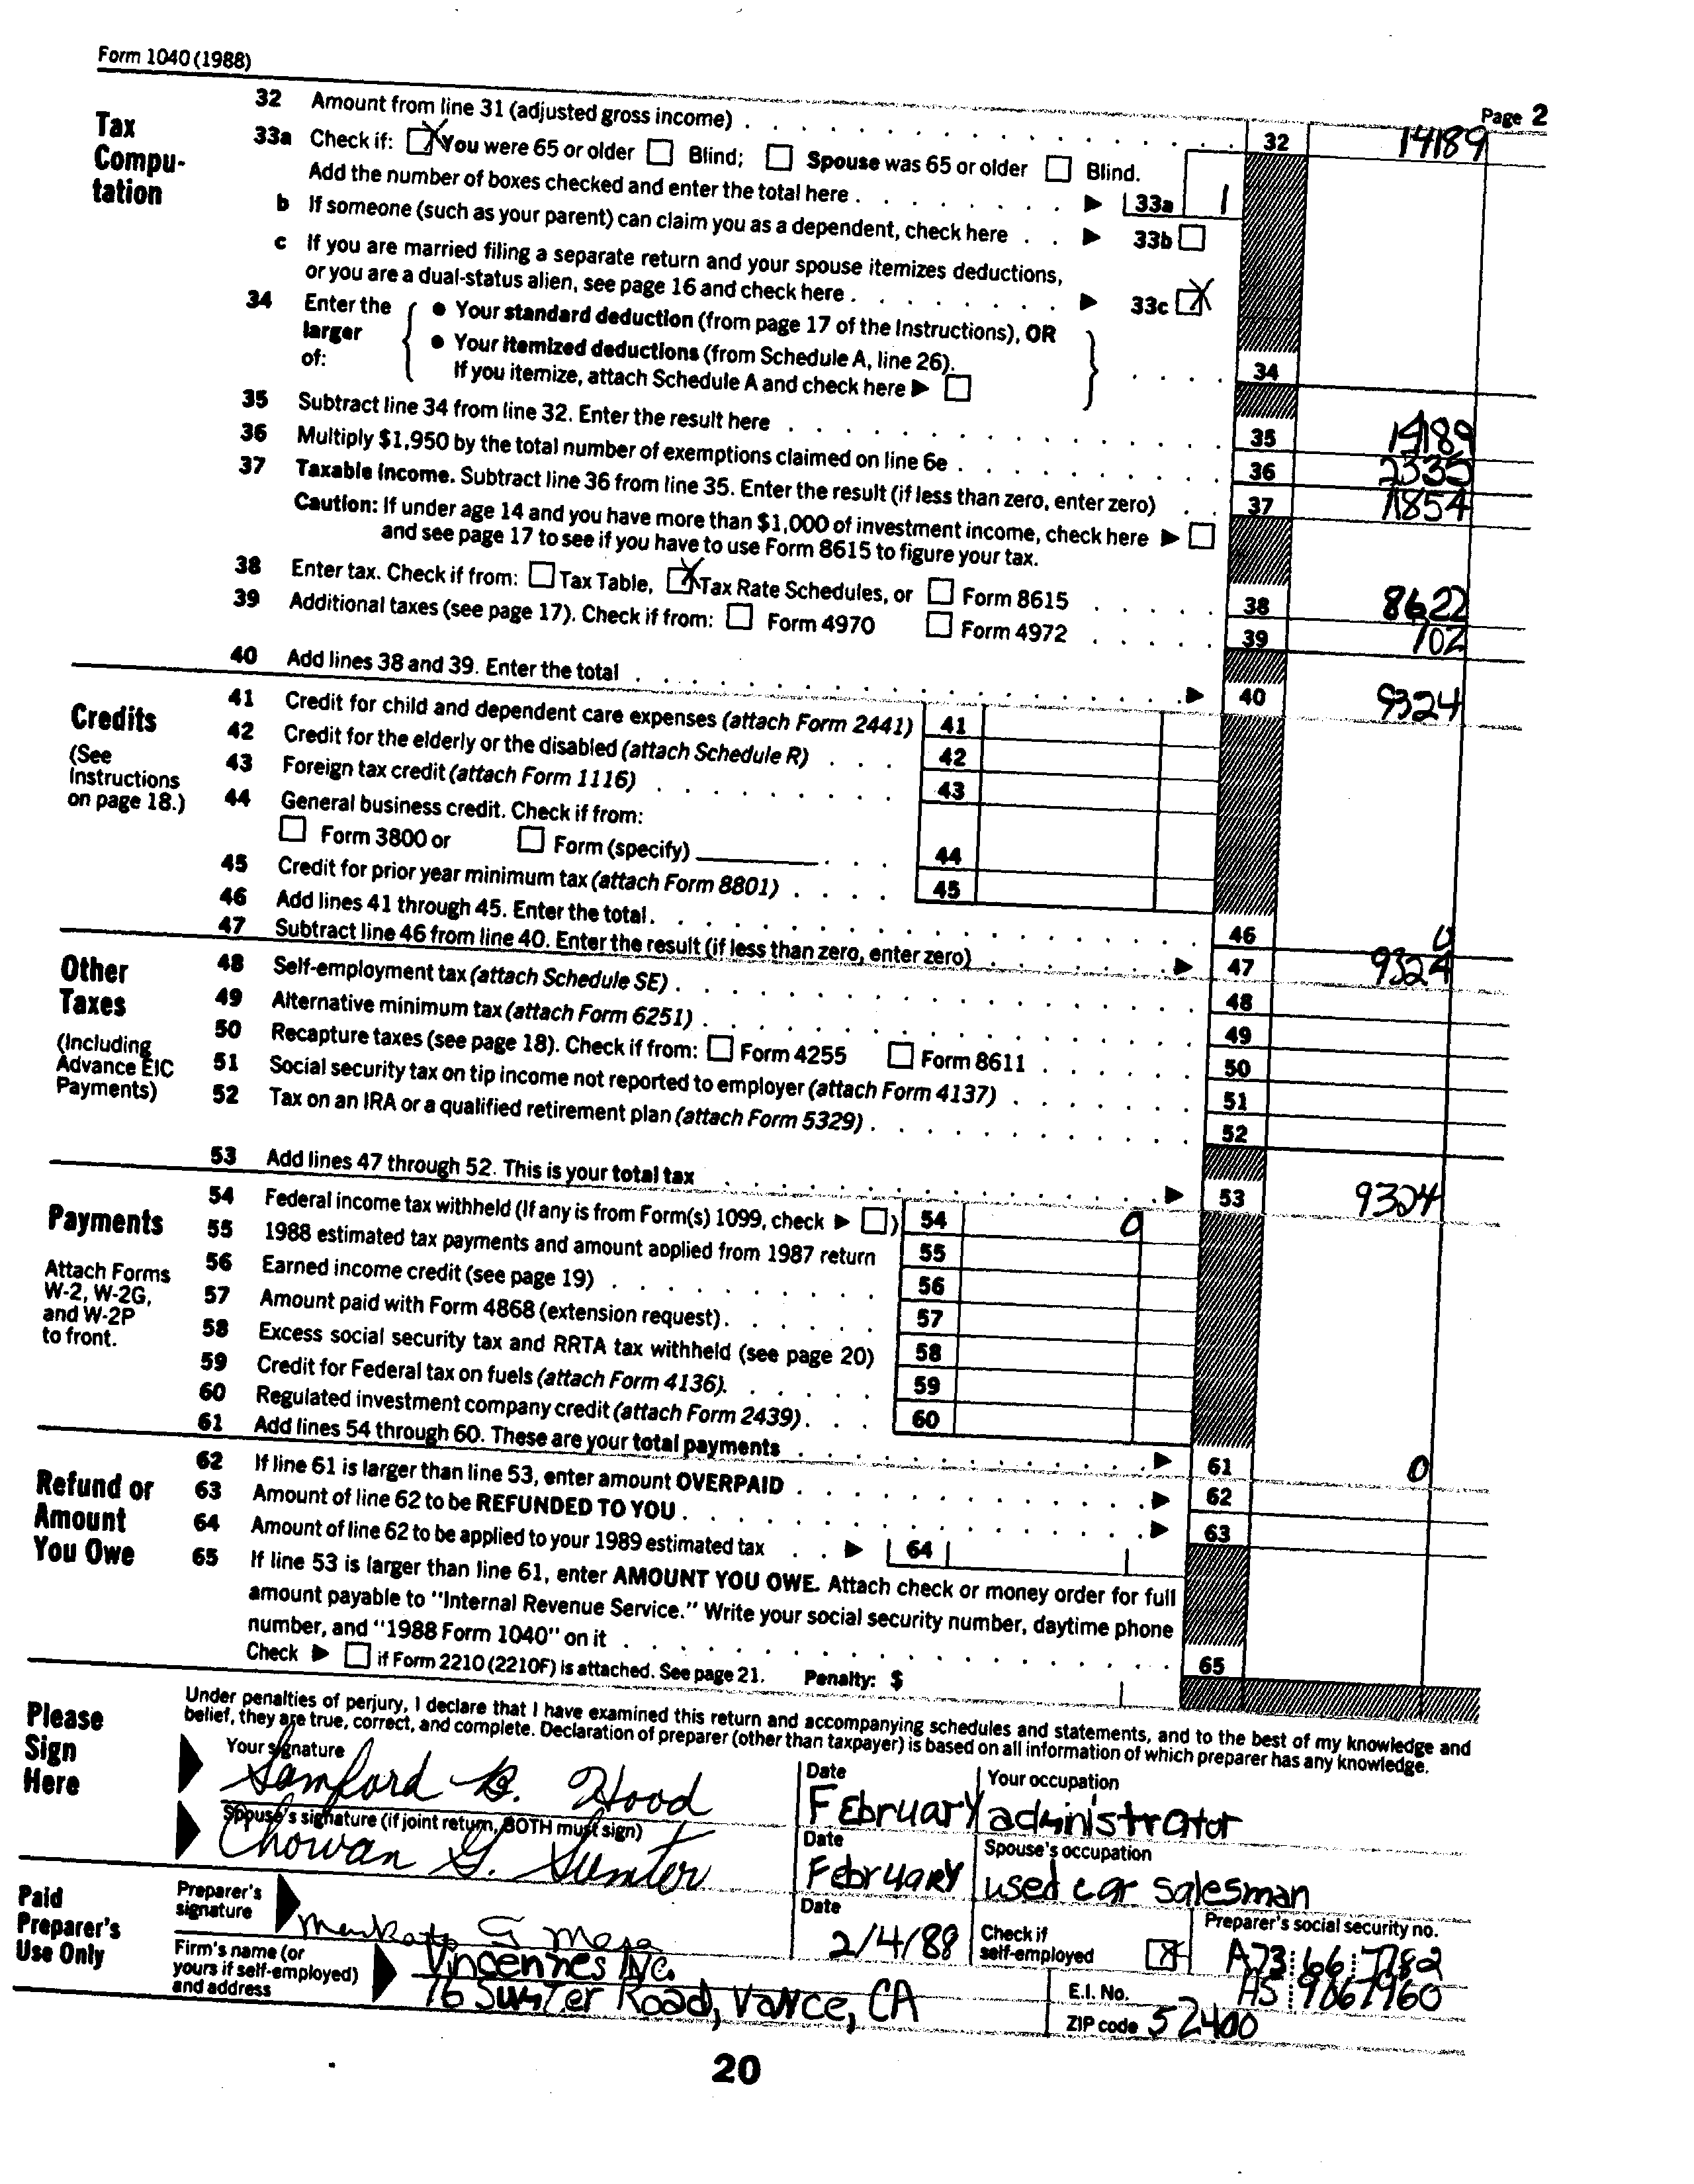 Form 1040 (1988)
Page 2
Tax Computation
32 Amount from line 31 (adjusted gross income) 32 14189
33a Check if: You were 65 or older Blind; Spouse was 65 or older Blind.
Add the number of boxes checked and enter the total here 33a 1
b If someone (such as your parent) can claim you as a dependent, check here 33b
c If you are married filing a separate return and your spouse itemizes deductions,
or you are a dual-status alien, see page 16 and check here 33c
34 Enter the larger of:
• Your standard deduction (from page 17 of the Instructions), OR
• Your itemized deductions (from Schedule A, line 26).
If you itemize, attach Schedule A and check here 34
35 Subtract line 34 from line 32. Enter the result here 35 14189
36 Multiply $1,950 by the total number of exemptions claimed on line 6e 36 2335
37 Taxable income. Subtract line 36 from line 35. Enter the result (if less than zero, enter zero) 37 11854
Caution: If under age 14 and you have more than $1,000 of investment income, check here
and see page 17 to see if you have to use Form 8615 to figure your tax.
38 Enter tax. Check if from: Tax Table, Tax Rate Schedules, or Form 8615 38 8622
39 Additional taxes (see page 17). Check if from: Form 4970 Form 4972 39 702
40 Add lines 38 and 39. Enter the total 40 9324
Credits
(See Instructions on page 18.)
41 Credit for child and dependent care expenses (attach Form 2441) 41
42 Credit for the elderly or the disabled (attach Schedule R) 42
43 Foreign tax credit (attach Form 1116) 43
44 General business credit. Check if from:
Form 3800 or Form (specify) 44
45 Credit for prior year minimum tax (attach Form 8801) 45
46 Add lines 41 through 45. Enter the total 46 0
47 Subtract line 46 from line 40. Enter the result (if less than zero, enter zero) 47 9324
Other Taxes
(Including Advance EIC Payments)
48 Self-employment tax (attach Schedule SE) 48
49 Alternative minimum tax (attach Form 6251) 49
50 Recapture taxes (see page 18). Check if from: Form 4255 Form 8611 50
51 Social security tax on tip income not reported to employer (attach Form 4137) 51
52 Tax on an IRA or a qualified retirement plan (attach Form 5329) 52
53 Add lines 47 through 52. This is your total tax 53 9324
Payments
Attach Forms W-2, W-2G, and W-2P to front.
54 Federal income tax withheld (If any is from Form(s) 1099, check ) 54 0
55 1988 estimated tax payments and amount applied from 1987 return 55
56 Earned income credit (see page 19) 56
57 Amount paid with Form 4868 (extension request) 57
58 Excess social security tax and RRTA tax withheld (see page 20) 58
59 Credit for Federal tax on fuels (attach Form 4136). 59
60 Regulated investment company credit (attach Form 2439) 60
61 Add lines 54 through 60. These are your total payments 61 0
Refund or Amount You Owe
62 If line 61 is larger than line 53, enter amount OVERPAID 62
63 Amount of line 62 to be REFUNDED TO YOU 63
64 Amount of line 62 to be applied to your 1989 estimated tax 64
65 If line 53 is larger than line 61, enter AMOUNT YOU OWE. Attach check or money order for full
amount payable to "Internal Revenue Service." Write your social security number, daytime phone
number, and "1988 Form 1040" on it 65
Check if Form 2210 (2210F) is attached. See page 21. Penalty: $
Please Sign Here
Under penalties of perjury, I declare that I have examined this return and accompanying schedules and statements, and to the best of my knowledge and
belief, they are true, correct, and complete. Declaration of preparer (other than taxpayer) is based on all information of which preparer has any knowledge.
Your signature Date Your occupation
Samford B. Hood February administrator
Spouse's signature (if joint return, BOTH must sign) Date Spouse's occupation
Chowan G. Sumter February used car salesman
Paid Preparer's Use Only
Preparer's signature Date Check if self-employed Preparer's social security no.
G Mesa 2/4/88 A73 66 7782
Firm's name (or yours if self-employed) and address
Vincennes INC. E.I. No. HS 9867960
76 Sumter Road, Vance, CA ZIP code 52400
20